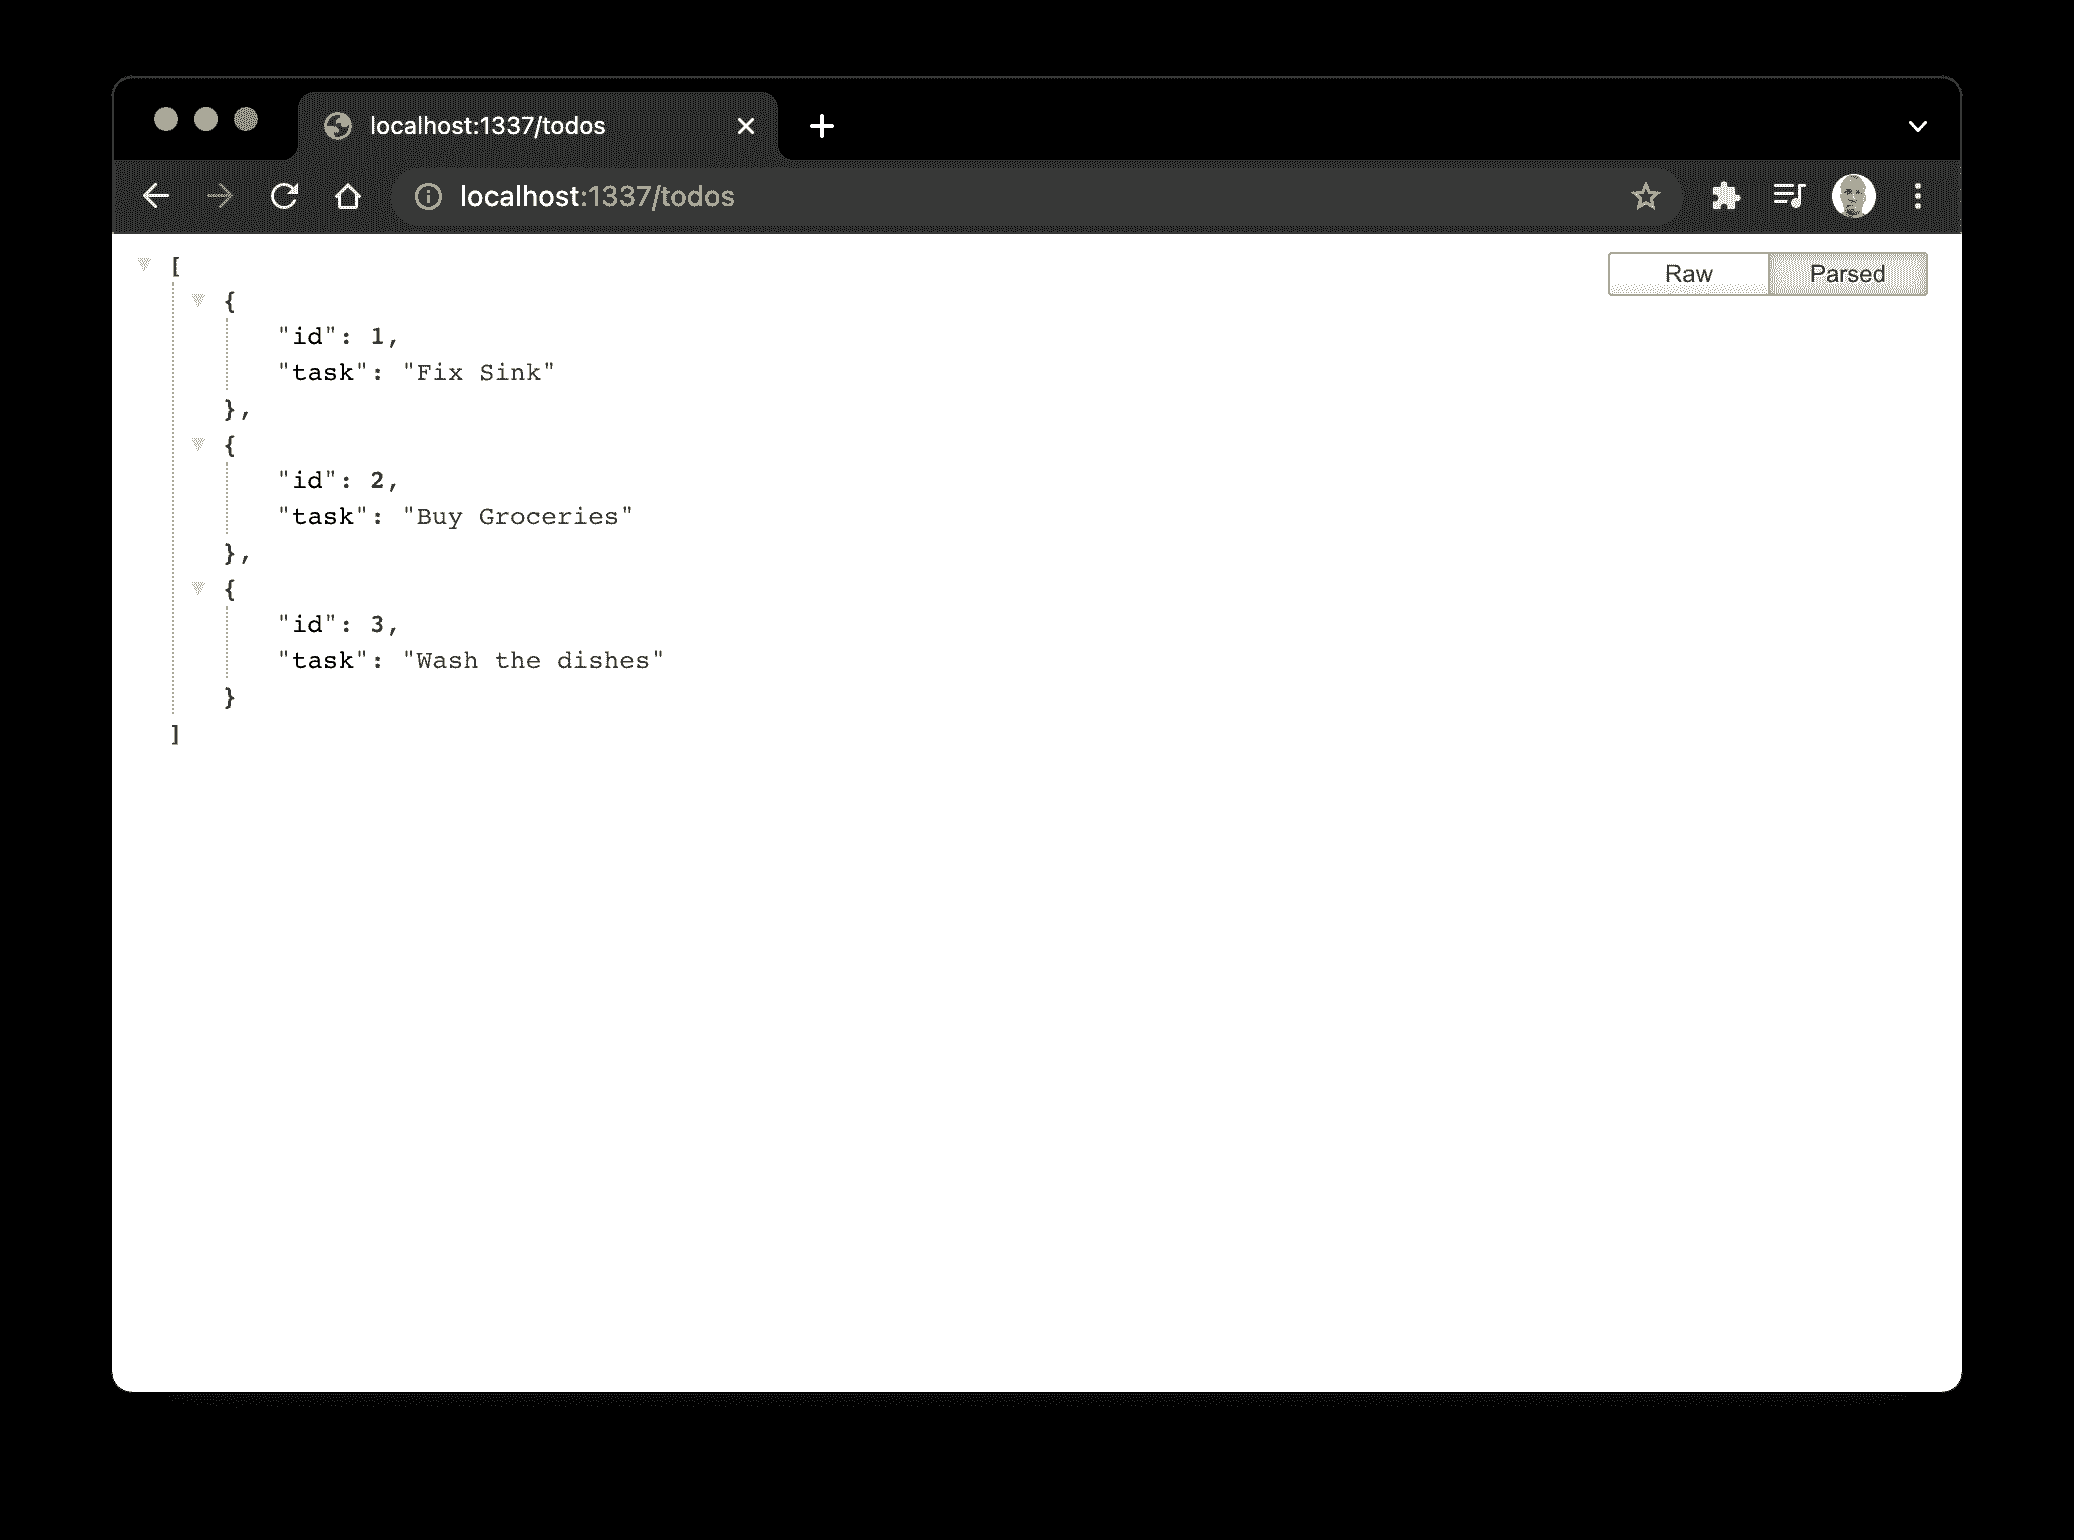 localhost:1337/todos
localhost:1337/todos
Raw Parsed
[
{
"id": 1,
"task": "Fix Sink"
},
{
"id": 2,
"task": "Buy Groceries"
},
{
"id": 3,
"task": "Wash the dishes"
}
]